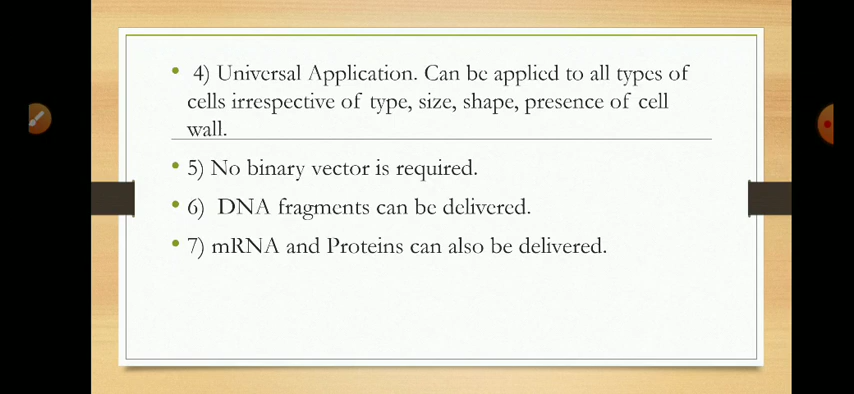 4) Universal Application. Can be applied to all types of
cells irrespective of type, size, shape, presence of cell
wall.
5) No binary vector is required.
6) DNA fragments can be delivered.
7) mRNA and Proteins can also be delivered.